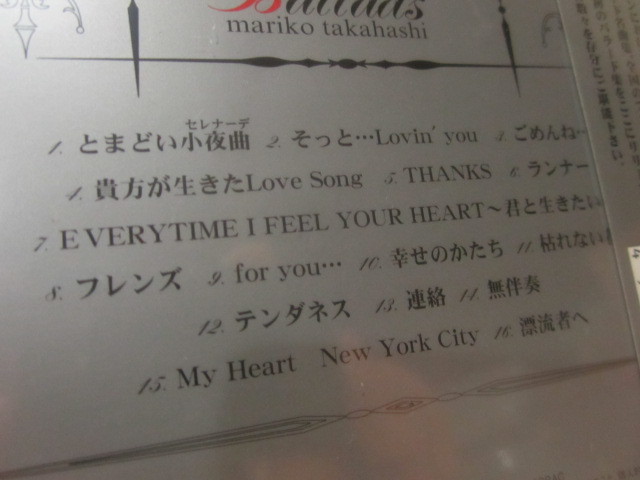 Ballads
mariko takahashi
1. とまどい小夜曲セレナーデ 2. そっと…Lovin' you 3. ごめんね…
4. 貴方が生きたLove Song 5. THANKS 6. ランナー
7. EVERYTIME I FEEL YOUR HEART～君と生きたい
8. フレンズ 9. for you… 10. 幸せのかたち 11. 枯れない
12. テンダネス 13. 連絡 14. 無伴奏
15. My Heart New York City 16. 漂流者へ